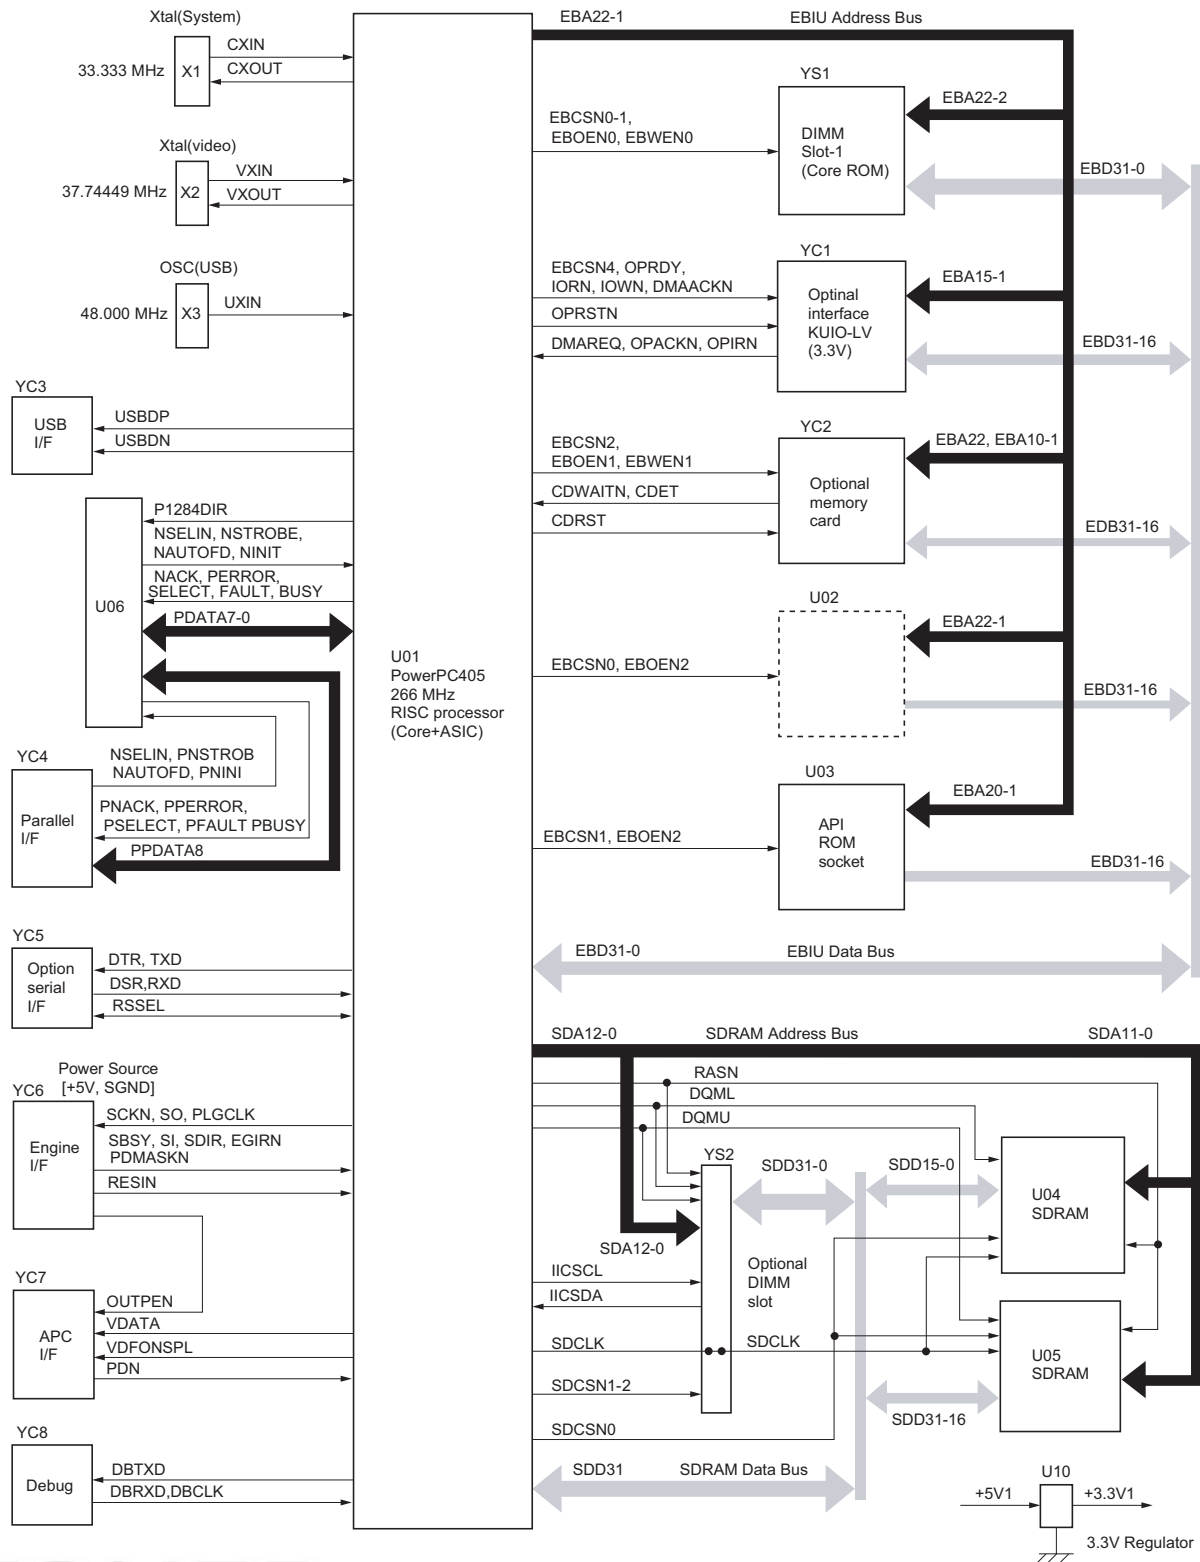 Xtal(System)
33.333 MHz
X1
CXIN
CXOUT
Xtal(video)
37.74449 MHz
X2
VXIN
VXOUT
OSC(USB)
48.000 MHz
X3
UXIN
YC3
USB
I/F
USBDP
USBDN
U06
P1284DIR
NSELIN, NSTROBE,
NAUTOFD, NINIT
NACK, PERROR,
SELECT, FAULT, BUSY
PDATA7-0
YC4
Parallel
I/F
NSELIN, PNSTROB
NAUTOFD, PNINI
PNACK, PPERROR,
PSELECT, PFAULT PBUSY
PPDATA8
YC5
Option
serial
I/F
DTR, TXD
DSR,RXD
RSSEL
Power Source
[+5V, SGND]
YC6
Engine
I/F
SCKN, SO, PLGCLK
SBSY, SI, SDIR, EGIRN
PDMASKN
RESIN
YC7
APC
I/F
OUTPEN
VDATA
VDFONSPL
PDN
YC8
Debug
DBTXD
DBRXD,DBCLK
U01
PowerPC405
266 MHz
RISC processor
(Core+ASIC)
EBA22-1
EBIU Address Bus
YS1
DIMM
Slot-1
(Core ROM)
EBCSN0-1,
EBOEN0, EBWEN0
EBA22-2
EBD31-0
YC1
Optinal
interface
KUIO-LV
(3.3V)
EBCSN4, OPRDY,
IORN, IOWN, DMAACKN
OPRSTN
DMAREQ, OPACKN, OPIRN
EBA15-1
EBD31-16
YC2
Optional
memory
card
EBCSN2,
EBOEN1, EBWEN1
CDWAITN, CDET
CDRST
EBA22, EBA10-1
EDB31-16
U02
EBCSN0, EBOEN2
EBA22-1
EBD31-16
U03
API
ROM
socket
EBCSN1, EBOEN2
EBA20-1
EBD31-16
EBD31-0
EBIU Data Bus
SDA12-0
SDRAM Address Bus
SDA11-0
RASN
DQML
DQMU
YS2
SDD31-0
SDD15-0
U04
SDRAM
SDA12-0
Optional
DIMM
slot
IICSCL
IICSDA
SDCLK
SDCLK
U05
SDRAM
SDCSN1-2
SDCSN0
SDD31-16
SDD31
SDRAM Data Bus
U10
+5V1
+3.3V1
3.3V Regulator